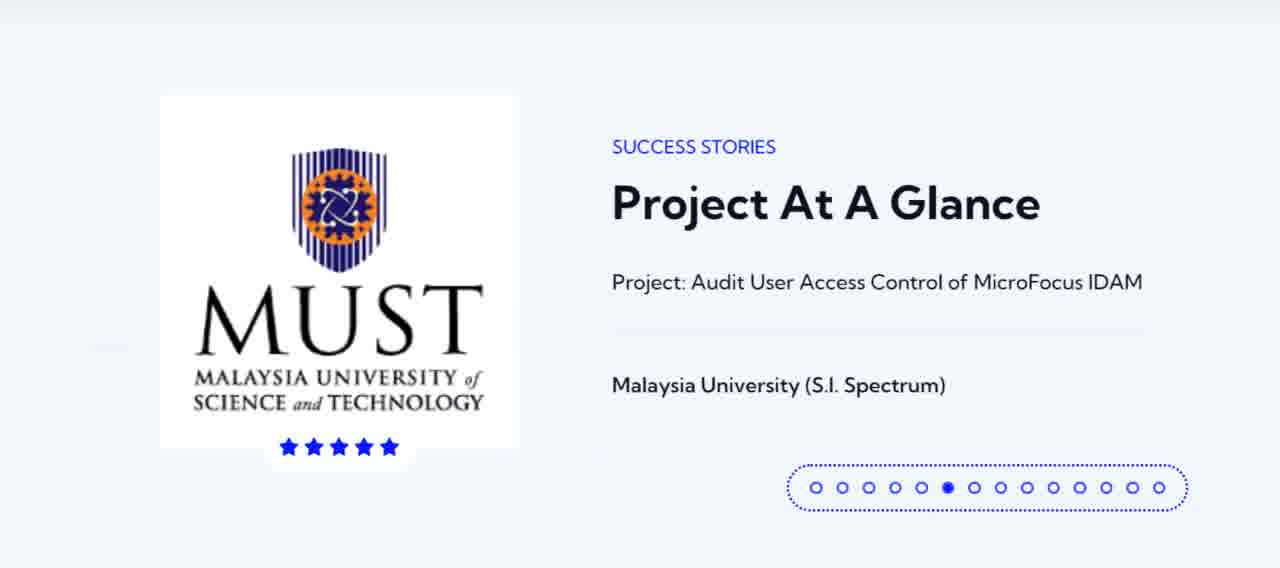 MUST
MALAYSIA UNIVERSITY of
SCIENCE and TECHNOLOGY
SUCCESS STORIES
Project At A Glance
Project: Audit User Access Control of MicroFocus IDAM
Malaysia University (S.I. Spectrum)